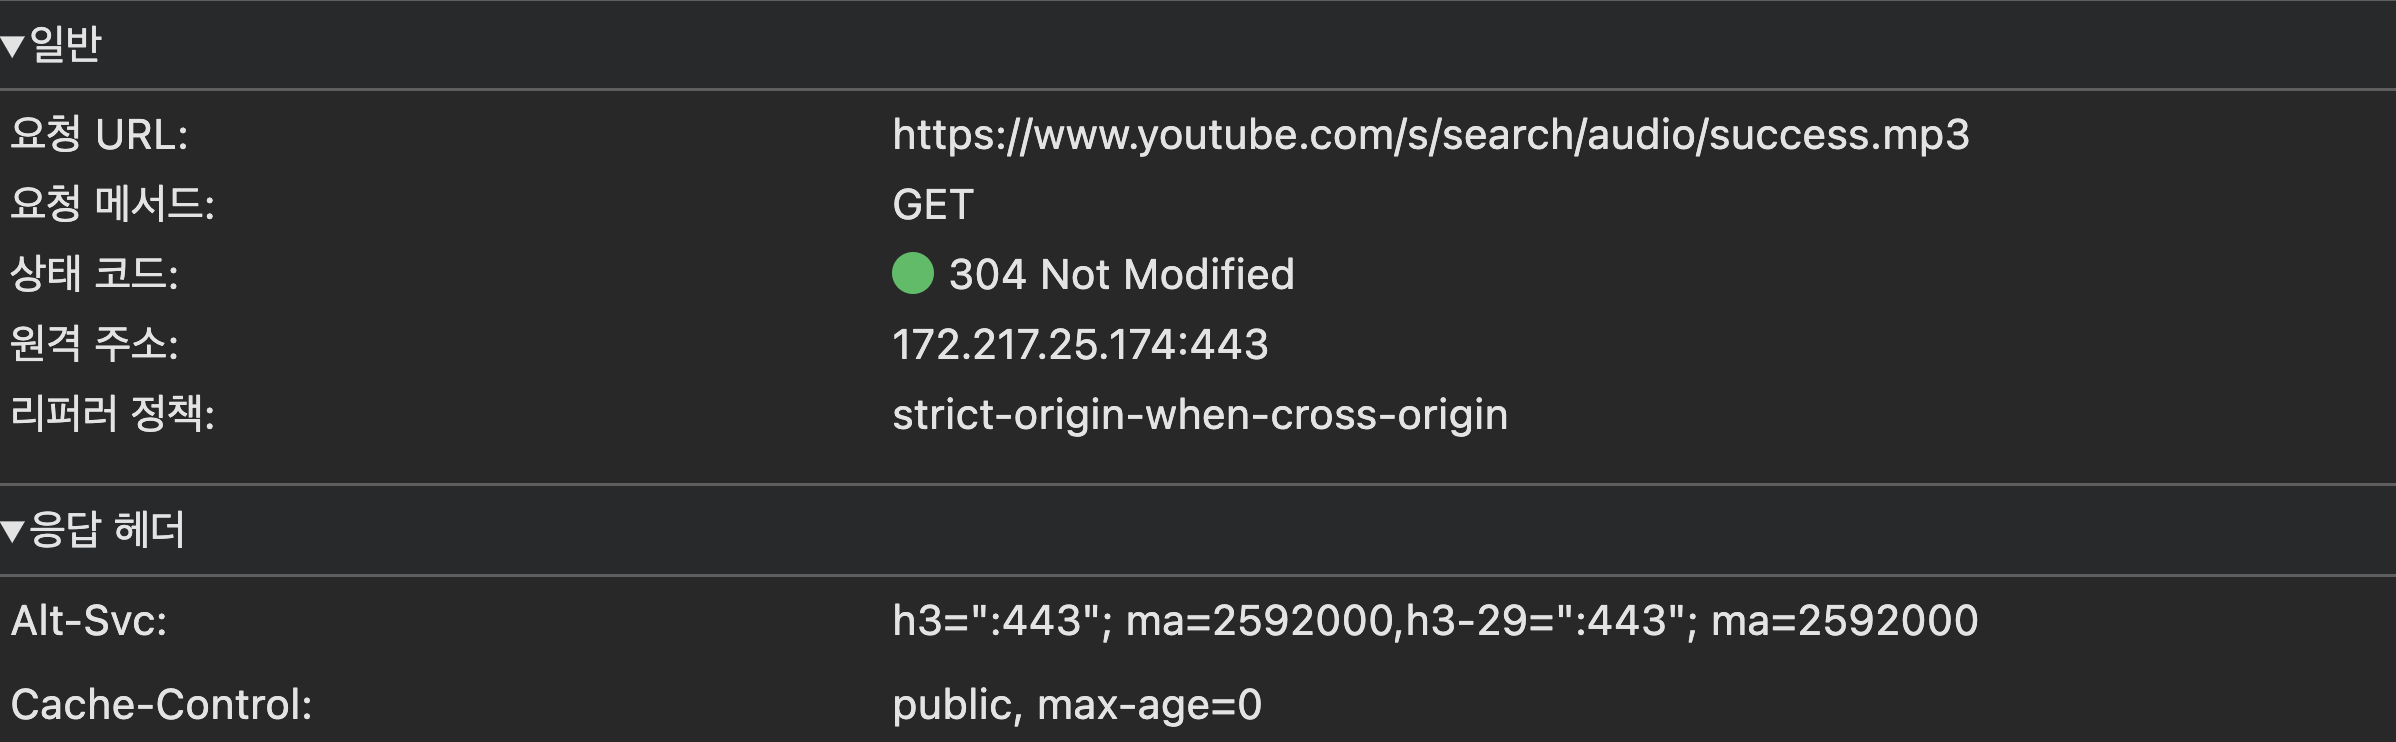 ▼일반
요청 URL: https://www.youtube.com/s/search/audio/success.mp3
요청 메서드: GET
상태 코드: 304 Not Modified
원격 주소: 172.217.25.174:443
리퍼러 정책: strict-origin-when-cross-origin
▼응답 헤더
Alt-Svc: h3=":443"; ma=2592000,h3-29=":443"; ma=2592000
Cache-Control: public, max-age=0